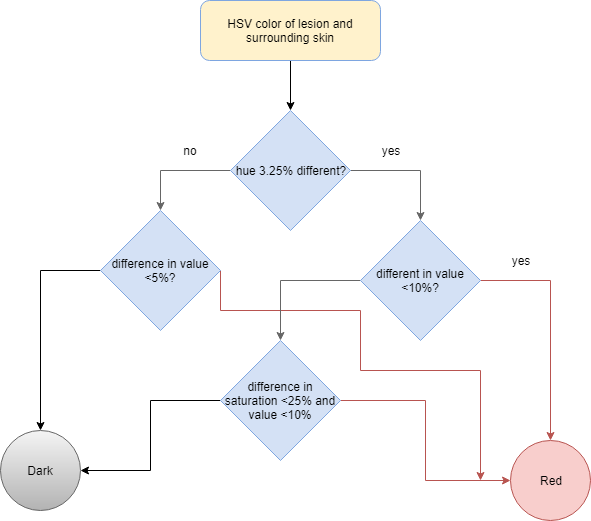 HSV color of lesion and
surrounding skin
no
yes
hue 3.25% different?
difference in value
<5%?
different in value
<10%?
yes
difference in
saturation <25% and
value <10%
Dark
Red